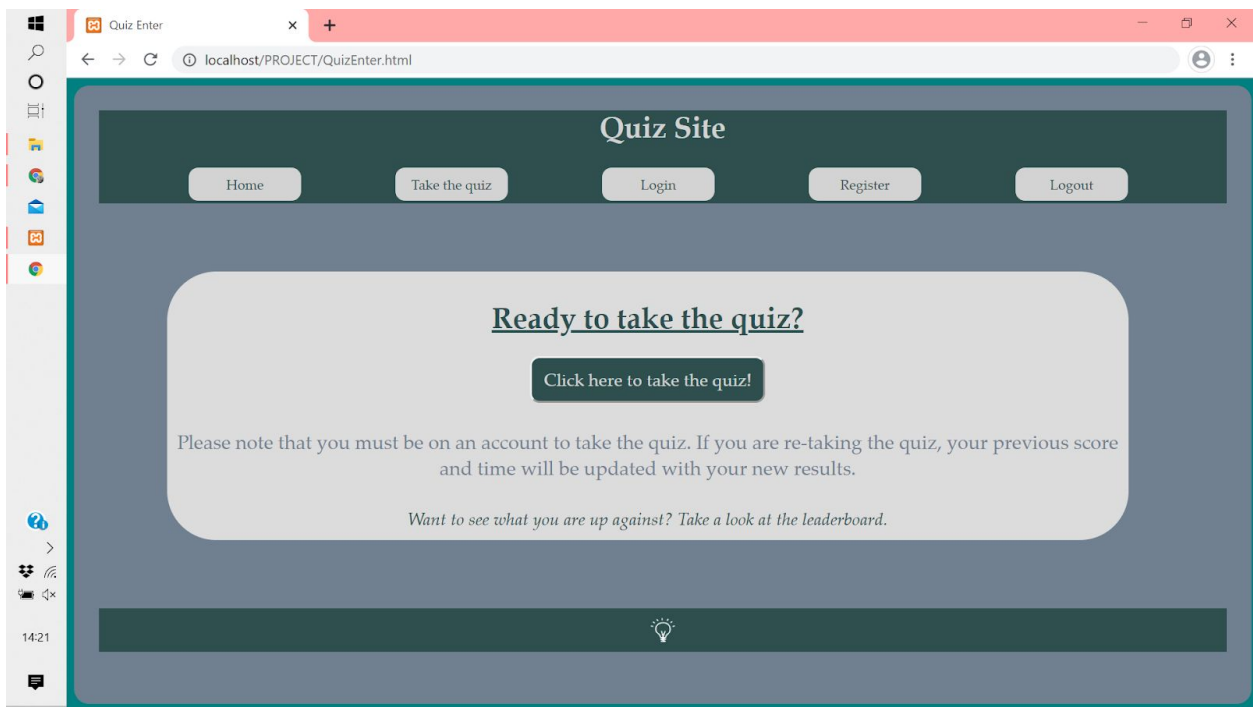 Quiz Enter
localhost/PROJECT/QuizEnter.html
Quiz Site
Home Take the quiz Login Register Logout
Ready to take the quiz?
Click here to take the quiz!
Please note that you must be on an account to take the quiz. If you are re-taking the quiz, your previous score
and time will be updated with your new results.
Want to see what you are up against? Take a look at the leaderboard.
14:21